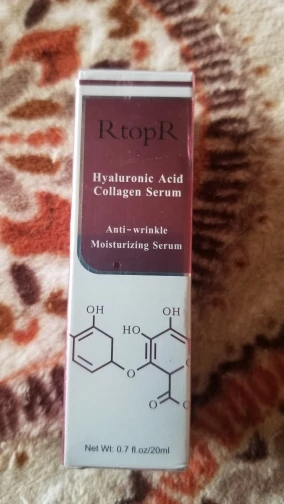 RtopR
Hyaluronic Acid
Collagen Serum
Anti-wrinkle
Moisturizing Serum
OH
OH
HO
O
O
O
Net Wt: 0.7 fl.oz/20ml